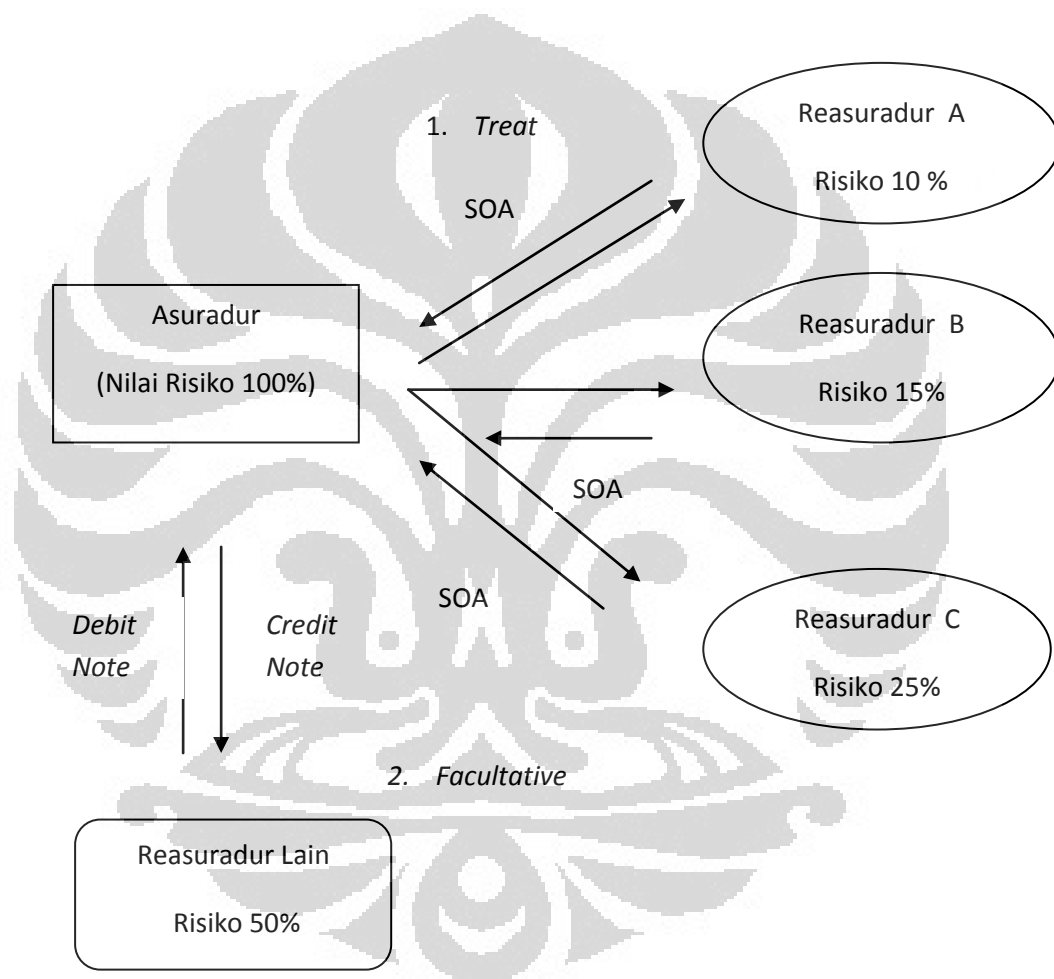 1. Treat
SOA
Reasuradur A
Risiko 10 %
Asuradur
(Nilai Risiko 100%)
Reasuradur B
Risiko 15%
SOA
SOA
Reasuradur C
Risiko 25%
Debit
Note
Credit
Note
2. Facultative
Reasuradur Lain
Risiko 50%